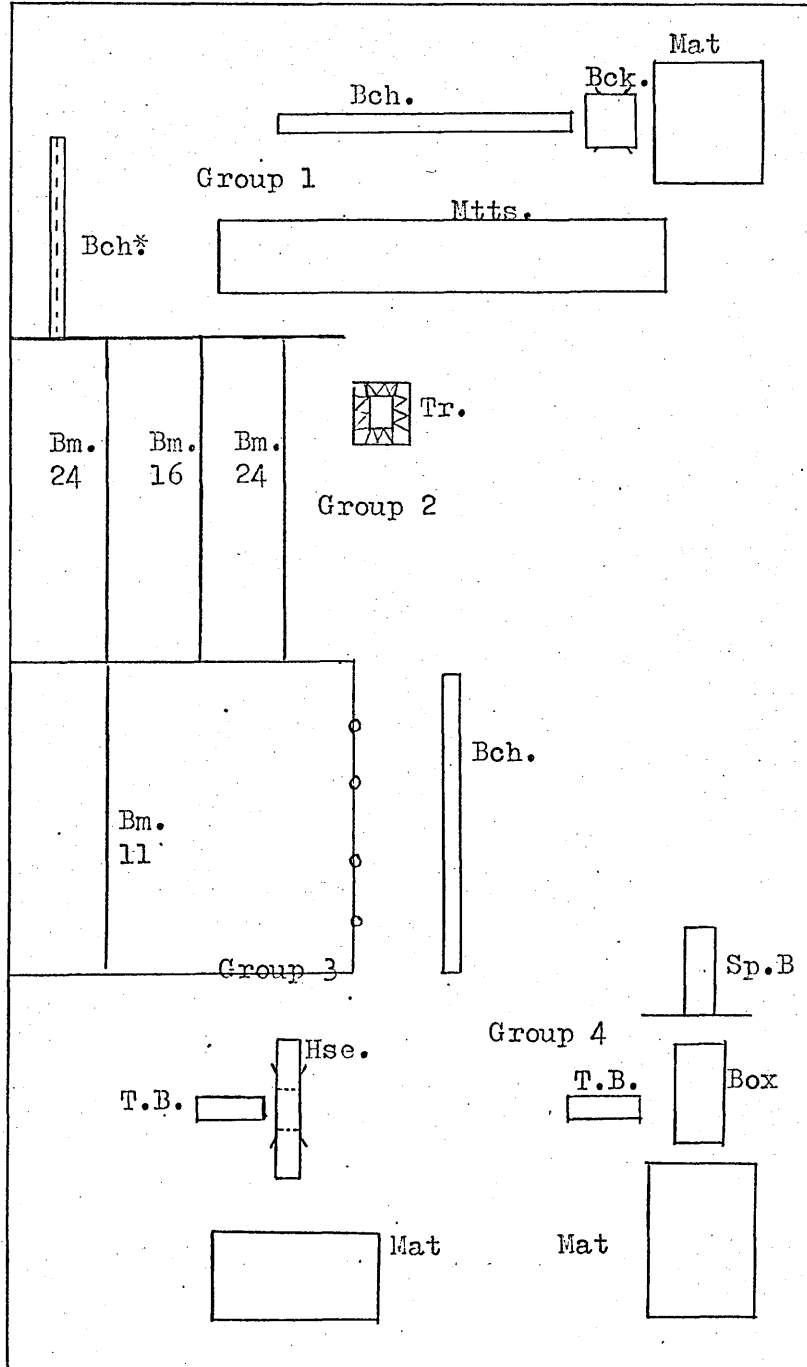 Mat
Bck.
Bch.
Group 1
Mtts.
Bch*.
Tr.
Bm.
24
Bm.
16
Bm.
24
Group 2
Bch.
Bm.
11
Group 3
Sp.B
Group 4
Hse.
T.B.
T.B.
Box
Mat
Mat